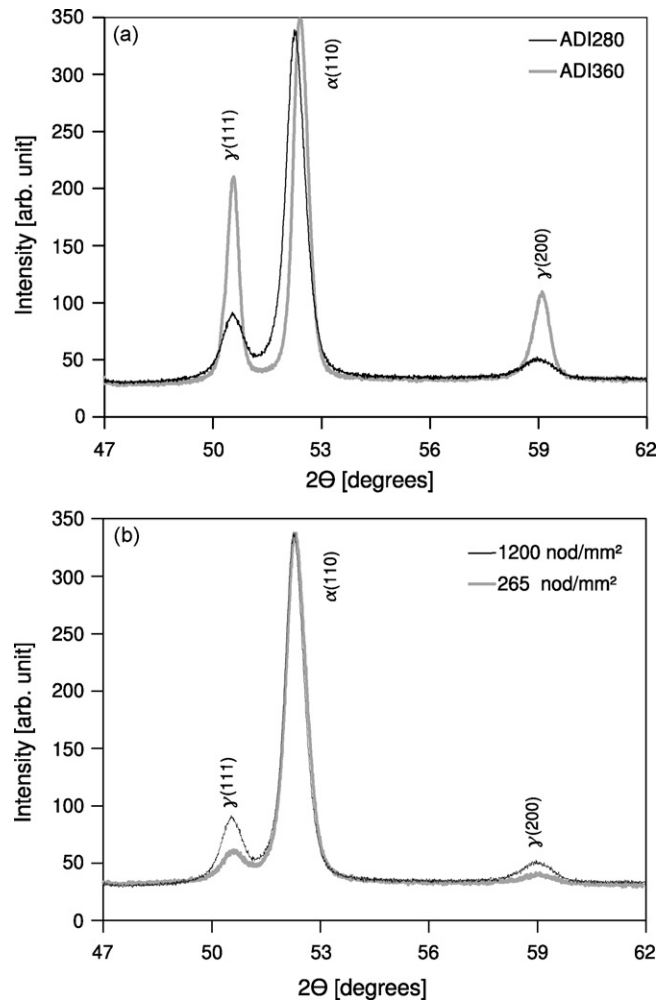 (a)
ADI280
ADI360
α(110)
γ(111)
γ(200)
Intensity [arb. unit]
350
300
250
200
150
100
50
0
47 50 53 56 59 62
2Θ [degrees]
(b)
1200 nod/mm²
265 nod/mm²
α(110)
γ(111)
γ(200)
Intensity [arb. unit]
350
300
250
200
150
100
50
0
47 50 53 56 59 62
2Θ [degrees]